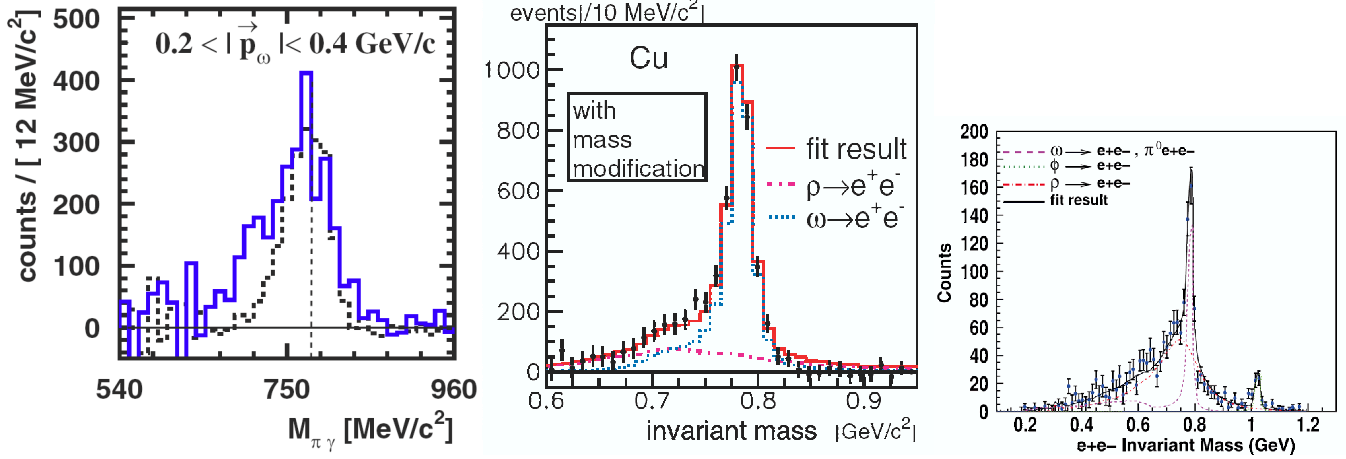 0.2 < | p⃗ω | < 0.4 GeV/c
counts / [ 12 MeV/c²]
500
400
300
200
100
0
540
750
960
Mπγ [MeV/c²]
events|/10 MeV/c²|
Cu
with
mass
modification
fit result
ρ→e⁺e⁻
ω→e⁺e⁻
1000
800
600
400
200
0
0.6
0.7
0.8
0.9
invariant mass |GeV/c²|
ω → e+e− , π⁰e+e−
ϕ → e+e−
ρ → e+e−
fit result
Counts
200
180
160
140
120
100
80
60
40
20
0
0.2
0.4
0.6
0.8
1.0
1.2
e+e− Invariant Mass (GeV)